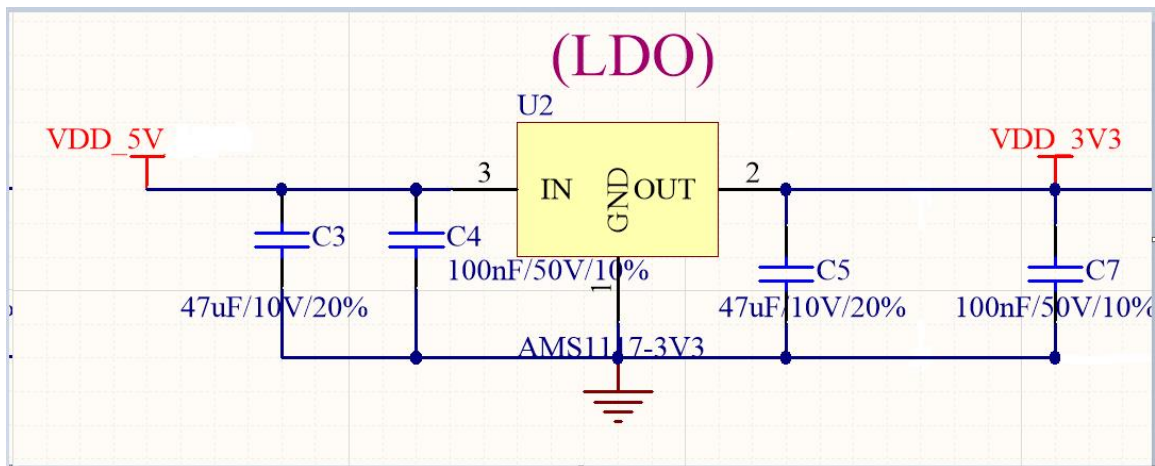 (LDO)
U2
VDD_5V
VDD_3V3
3
IN
GND
OUT
2
C3
C4
C5
C7
100nF/50V/10%
1
47uF/10V/20%
47uF/10V/20%
100nF/50V/10%
AMS1117-3V3